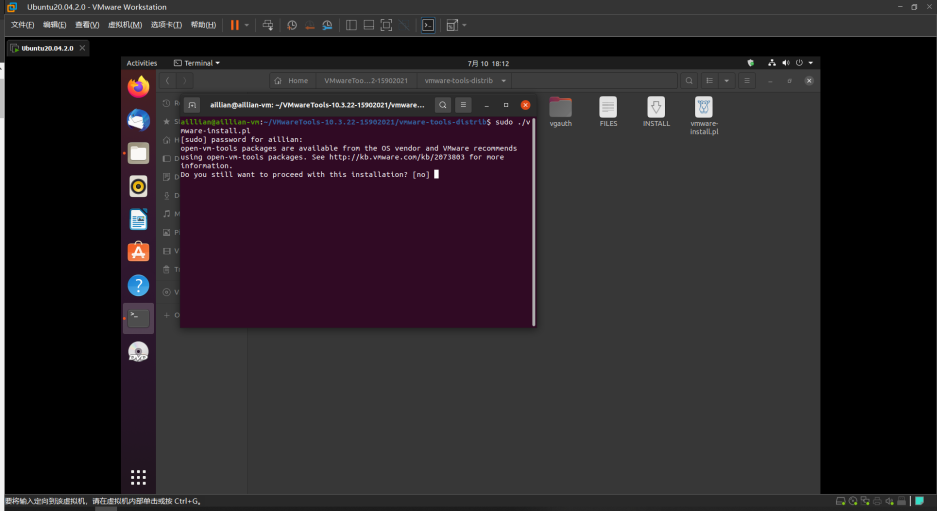 Ubuntu20.04.2.0 - VMware Workstation
文件(F) 编辑(E) 查看(V) 虚拟机(M) 选项卡(T) 帮助(H)
Ubuntu20.04.2.0
Activities Terminal 7月 10 18:12
Home VMwareToo...2-15902021 vmware-tools-distrib
aillian@aillian-vm: ~/VMwareTools-10.3.22-15902021/vmware...
vgauth FILES INSTALL vmware-install.pl
aillian@aillian-vm:~/VMwareTools-10.3.22-15902021/vmware-tools-distrib$ sudo ./v
mware-install.pl
[sudo] password for aillian:
open-vm-tools packages are available from the OS vendor and VMware recommends
using open-vm-tools packages. See http://kb.vmware.com/kb/2073803 for more
information.
Do you still want to proceed with this installation? [no]
要将输入定向到该虚拟机，请在虚拟机内部单击或按 Ctrl+G。